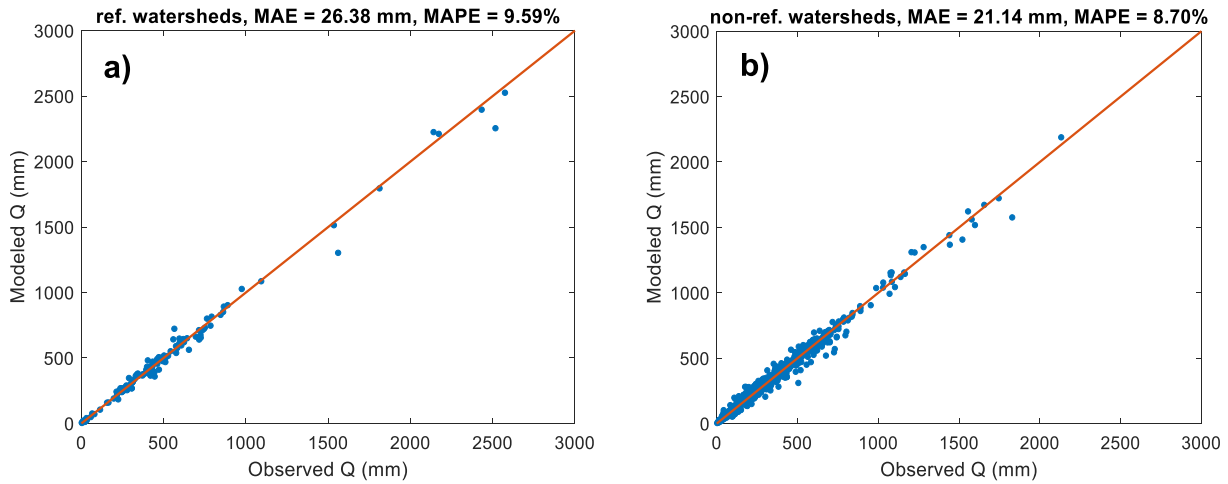 ref. watersheds, MAE = 26.38 mm, MAPE = 9.59%
a)
3000
2500
2000
1500
1000
500
0
Modeled Q (mm)
0 500 1000 1500 2000 2500 3000
Observed Q (mm)
non-ref. watersheds, MAE = 21.14 mm, MAPE = 8.70%
b)
3000
2500
2000
1500
1000
500
0
Modeled Q (mm)
0 500 1000 1500 2000 2500 3000
Observed Q (mm)